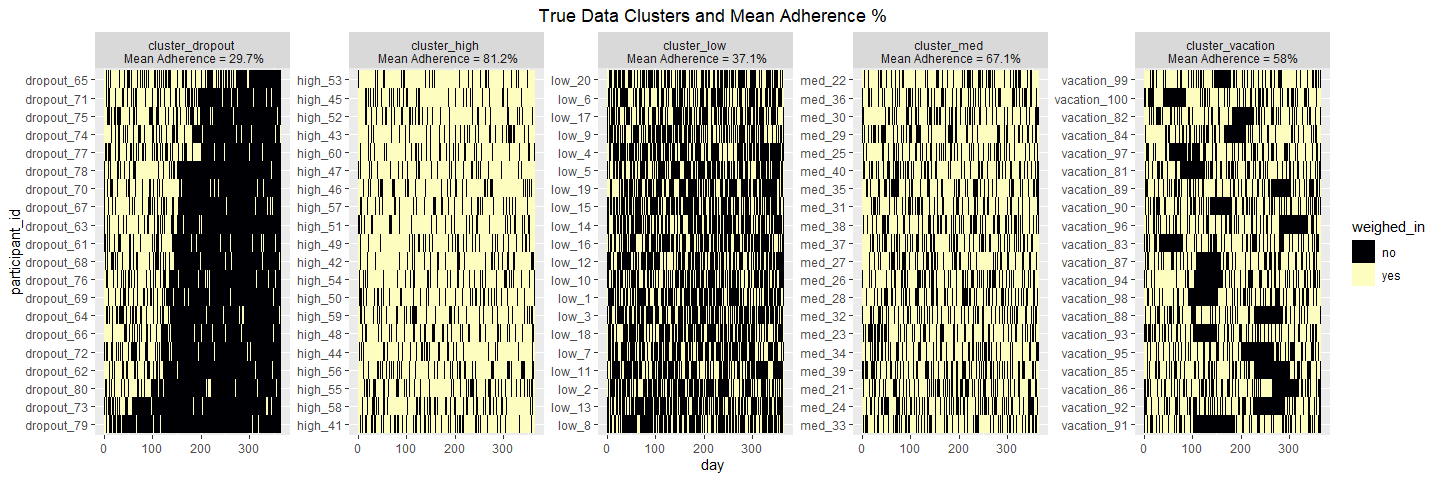 True Data Clusters and Mean Adherence %
cluster_dropout
Mean Adherence = 29.7%
cluster_high
Mean Adherence = 81.2%
cluster_low
Mean Adherence = 37.1%
cluster_med
Mean Adherence = 67.1%
cluster_vacation
Mean Adherence = 58%
participant_id
dropout_65
dropout_71
dropout_75
dropout_74
dropout_77
dropout_78
dropout_70
dropout_67
dropout_63
dropout_61
dropout_68
dropout_76
dropout_69
dropout_64
dropout_66
dropout_72
dropout_62
dropout_80
dropout_73
dropout_79
0 100 200 300
high_53
high_45
high_52
high_43
high_60
high_47
high_46
high_57
high_51
high_49
high_42
high_54
high_50
high_59
high_48
high_44
high_56
high_55
high_58
high_41
0 100 200 300
low_20
low_6
low_17
low_9
low_4
low_5
low_19
low_15
low_14
low_16
low_12
low_10
low_1
low_3
low_18
low_7
low_11
low_2
low_13
low_8
0 100 200 300
med_22
med_36
med_30
med_29
med_25
med_40
med_35
med_31
med_38
med_37
med_27
med_26
med_28
med_32
med_23
med_34
med_39
med_21
med_24
med_33
0 100 200 300
vacation_99
vacation_100
vacation_82
vacation_84
vacation_97
vacation_81
vacation_89
vacation_90
vacation_96
vacation_83
vacation_87
vacation_94
vacation_98
vacation_88
vacation_93
vacation_95
vacation_85
vacation_86
vacation_92
vacation_91
0 100 200 300
day
weighed_in
no
yes